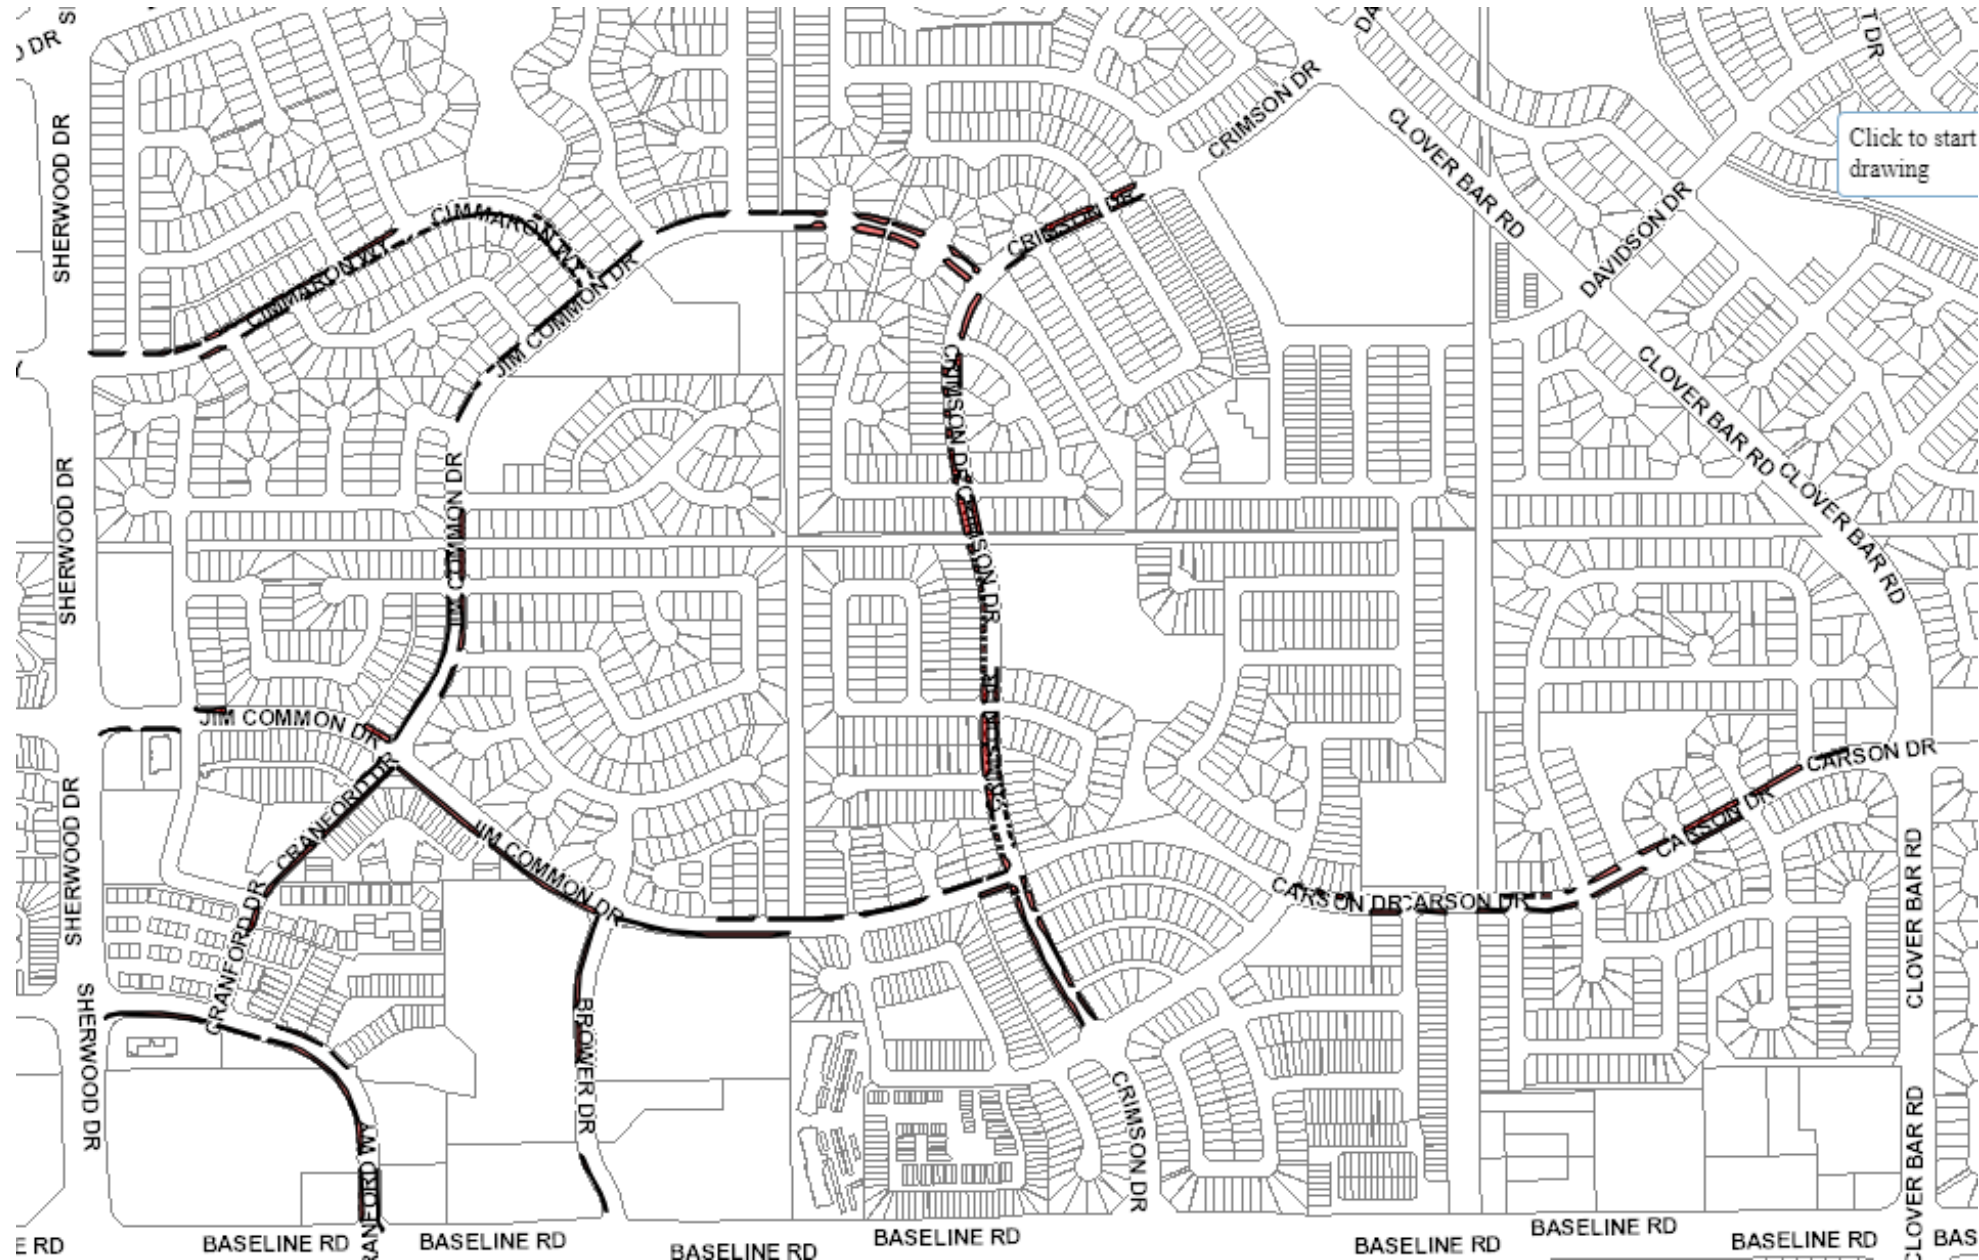 DR
SHERWOOD DR
CRIMSON DR
CLOVER BAR RD
Click to start
drawing
DAVIDSON DR
CIMMARON WY
CIMMARON WY
CRIMSON DR
JIM COMMON DR
CRIMSON DR
CLOVER BAR RD
CLOVER BAR RD
SHERWOOD DR
JIM COMMON DR
CRIMSON DR
JIM COMMON DR
CARSON DR
CARSON DR
CRANFORD DR
JIM COMMON DR
SHERWOOD DR
CARSON DR
CARSON DR
CRANFORD DR
CLOVER BAR RD
SHERWOOD DR
BROWER DR
CRIMSON DR
CLOVER BAR RD
BASELINE RD
BASELINE RD
BASELINE RD
BASELINE RD
BASELINE RD
BASELINE RD
BASELINE RD
E RD
BAS